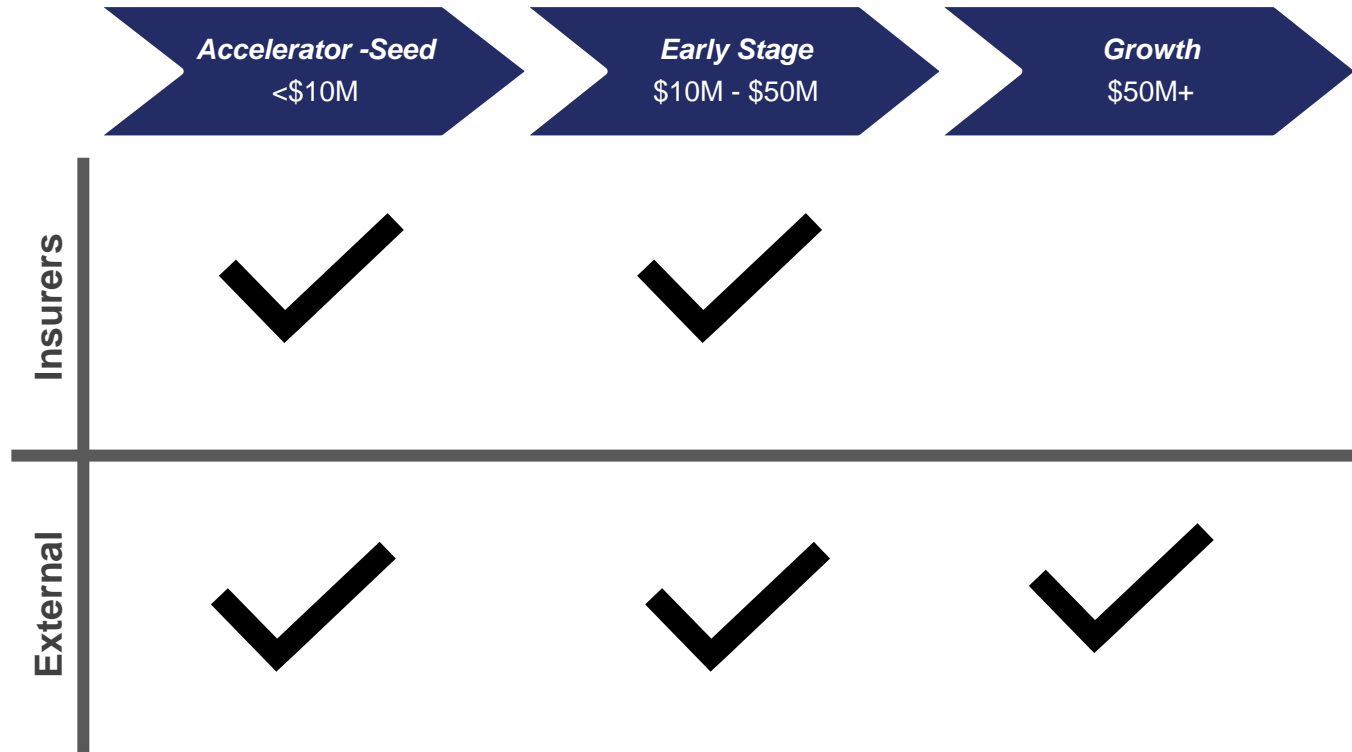 Accelerator -Seed
<$10M
Early Stage
$10M - $50M
Growth
$50M+
Insurers
External